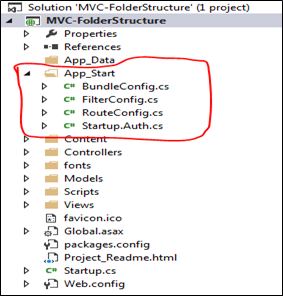 Solution 'MVC-FolderStructure' (1 project)
MVC-FolderStructure
Properties
References
App_Data
App_Start
C# BundleConfig.cs
C# FilterConfig.cs
C# RouteConfig.cs
C# Startup.Auth.cs
Content
Controllers
fonts
Models
Scripts
Views
favicon.ico
Global.asax
packages.config
Project_Readme.html
C# Startup.cs
Web.config